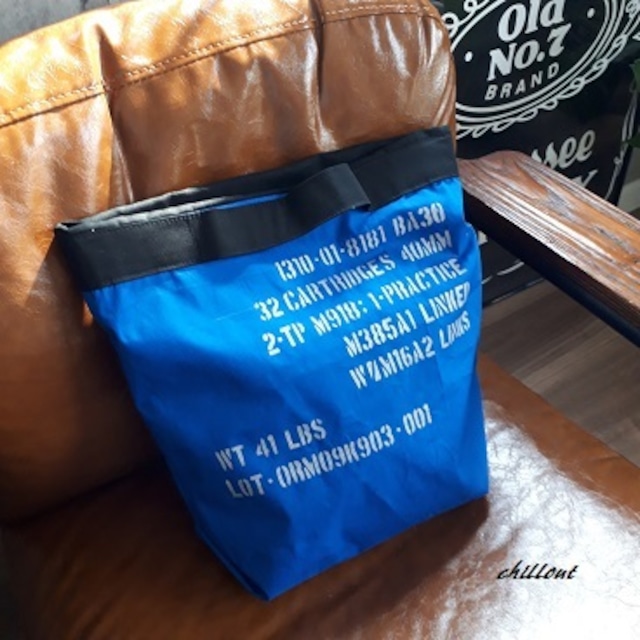 Old
NO.7
BRAND
1310-01-8181 BA30
32 CARTRIDGES 40MM
2-TP M918: 1-PRACTICE
M385A1 LINKED
W/M16A2 LINKS
WT 41 LBS
LOT-ORM09K903-001
chillout